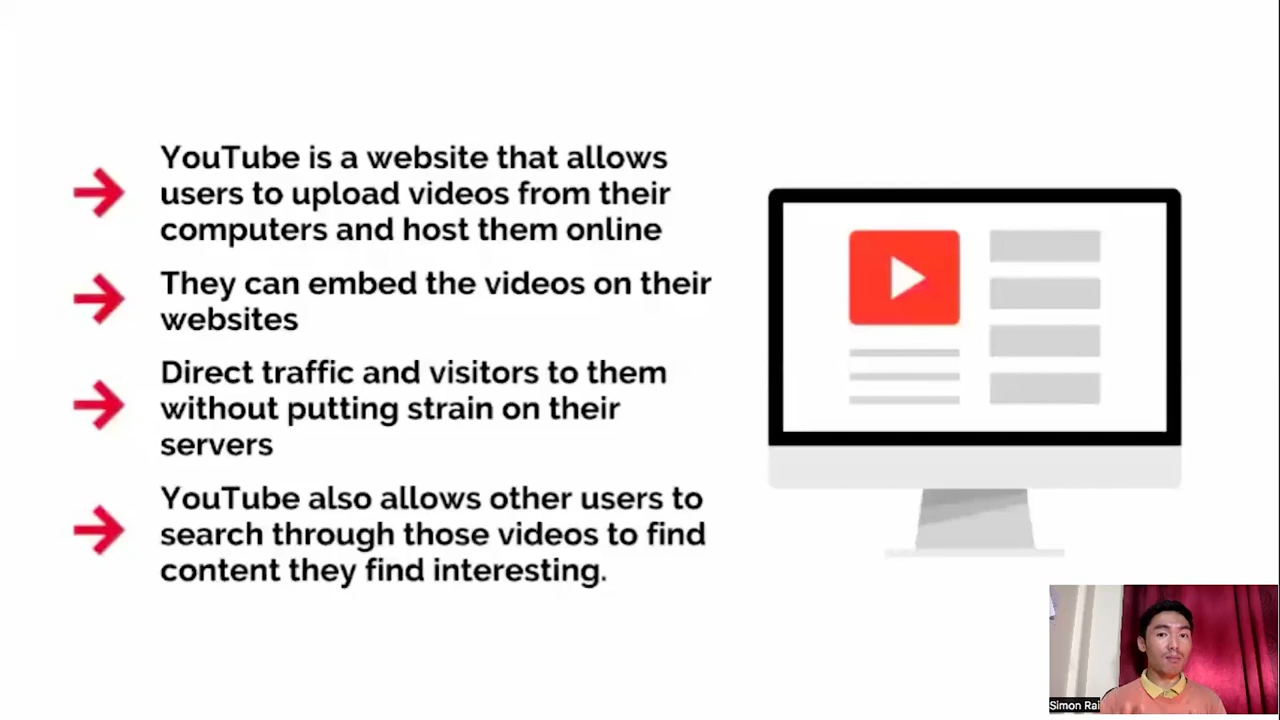 YouTube is a website that allows
users to upload videos from their
computers and host them online
They can embed the videos on their
websites
Direct traffic and visitors to them
without putting strain on their
servers
YouTube also allows other users to
search through those videos to find
content they find interesting.
Simon Rai